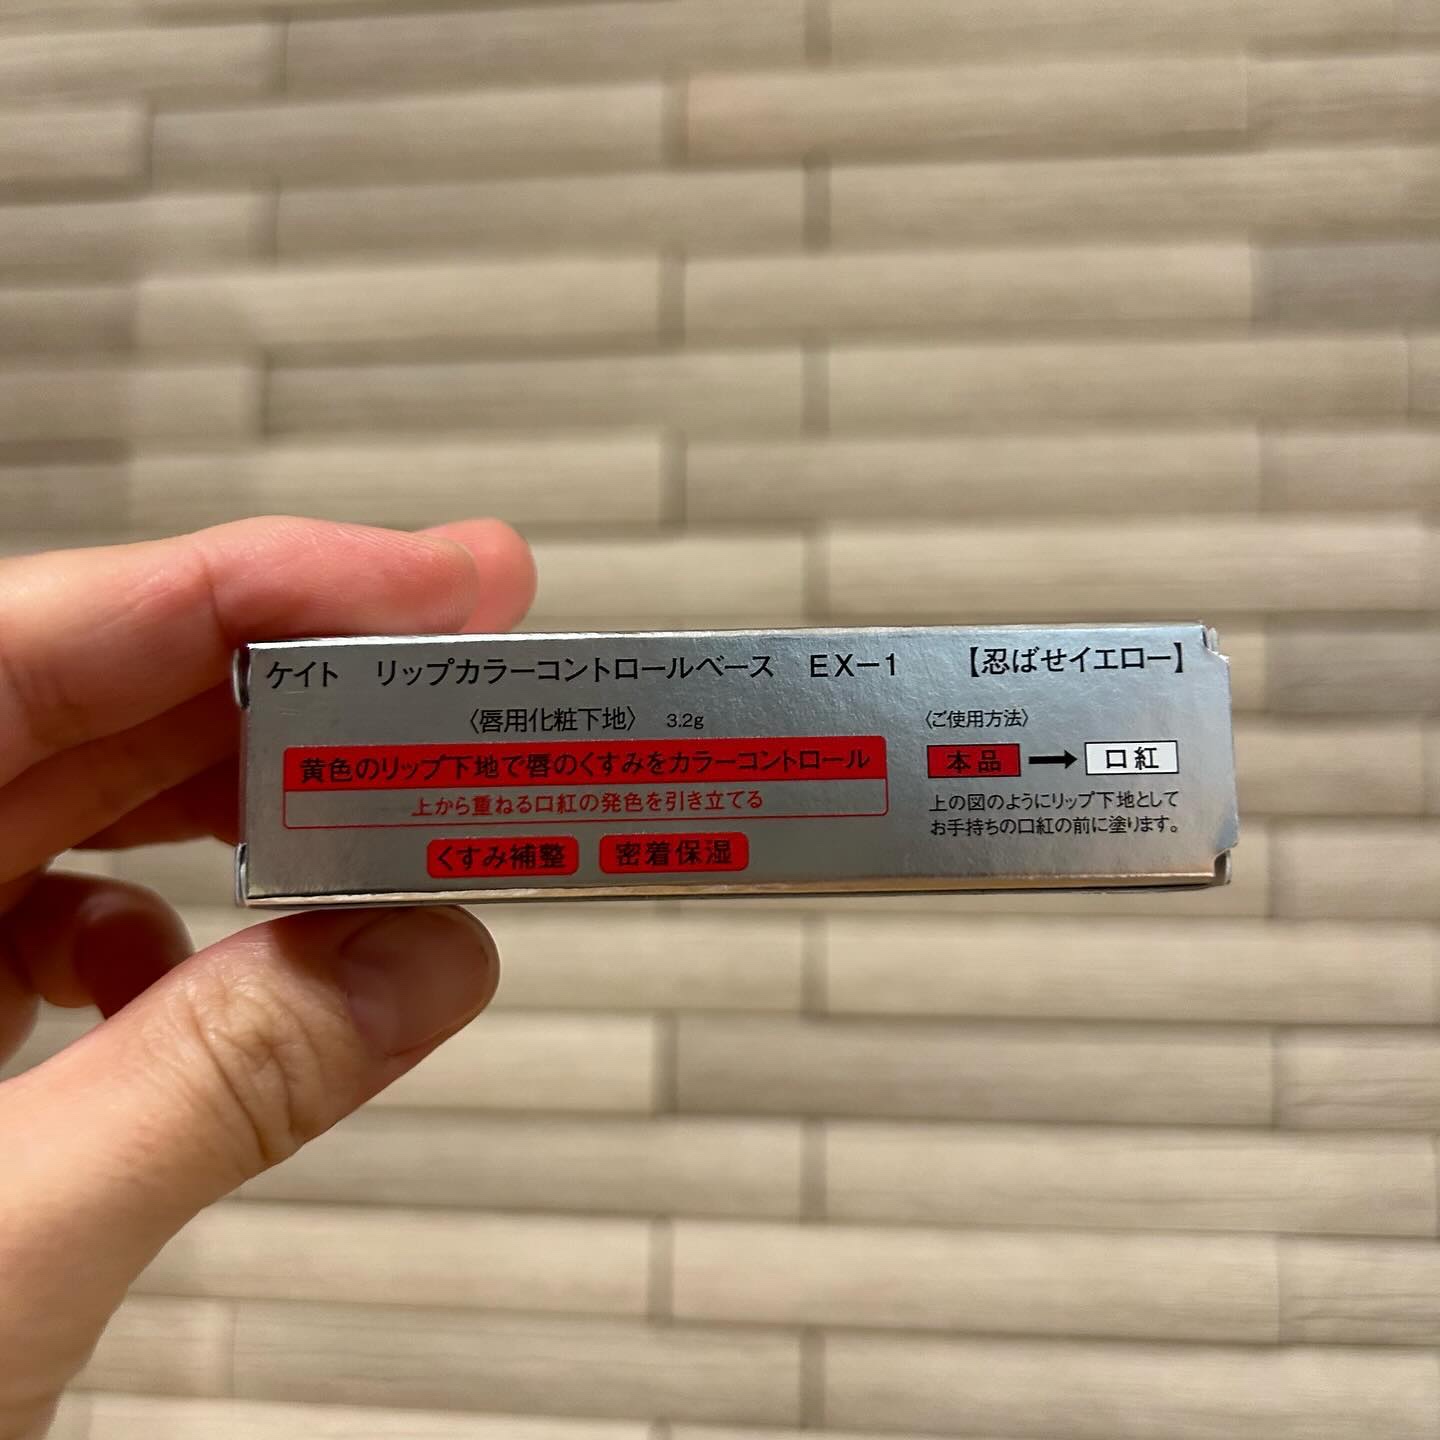 ケイト リップカラーコントロールベース EX-1 【忍ばせイエロー】
〈唇用化粧下地〉 3.2g
黄色のリップ下地で唇のくすみをカラーコントロール
上から重ねる口紅の発色を引き立てる
くすみ補整 密着保湿
〈ご使用方法〉
本品 → 口紅
上の図のようにリップ下地として
お手持ちの口紅の前に塗ります。